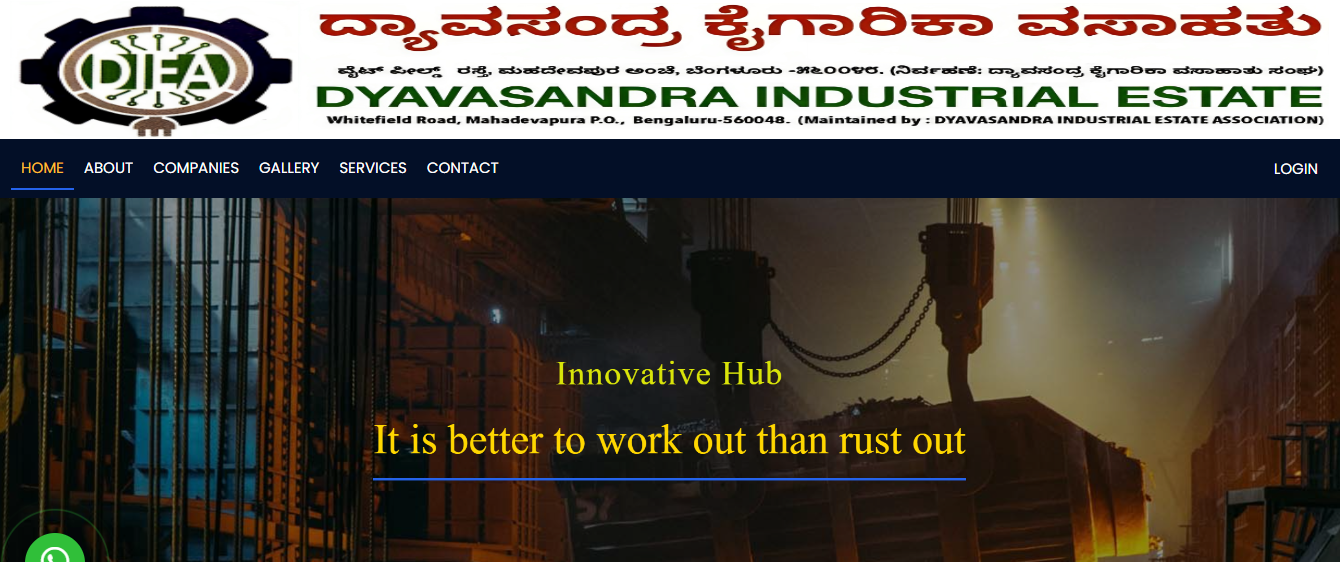 DIEA
ದ್ಯಾವಸಂದ್ರ ಕೈಗಾರಿಕಾ ವಸಾಹತು
ವೈಟ್ ಪೀಲ್ಡ್ ರಸ್ತೆ, ಮಹದೇವಪುರ ಅಂಚೆ, ಬೆಂಗಳೂರು -೫೬೦೦೪೮. (ನಿರ್ವಹಣೆ: ದ್ಯಾವಸಂದ್ರ ಕೈಗಾರಿಕಾ ವಸಾಹಾತು ಸಂಘ)
DYAVASANDRA INDUSTRIAL ESTATE
Whitefield Road, Mahadevapura P.O., Bengaluru-560048. (Maintained by : DYAVASANDRA INDUSTRIAL ESTATE ASSOCIATION)
HOME ABOUT COMPANIES GALLERY SERVICES CONTACT LOGIN
Innovative Hub
It is better to work out than rust out